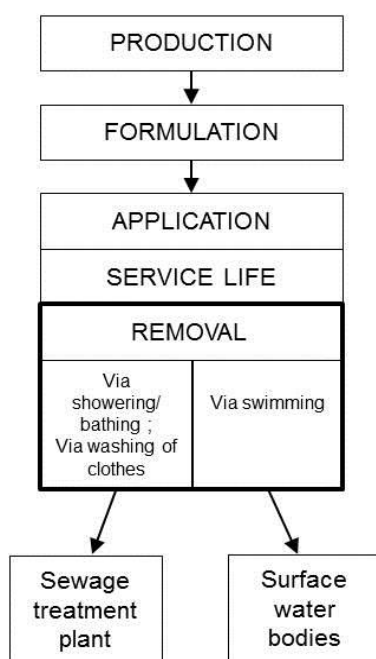 PRODUCTION
FORMULATION
APPLICATION
SERVICE LIFE
REMOVAL
Via
showering/
bathing ;
Via washing of
clothes
Via swimming
Sewage
treatment
plant
Surface
water
bodies